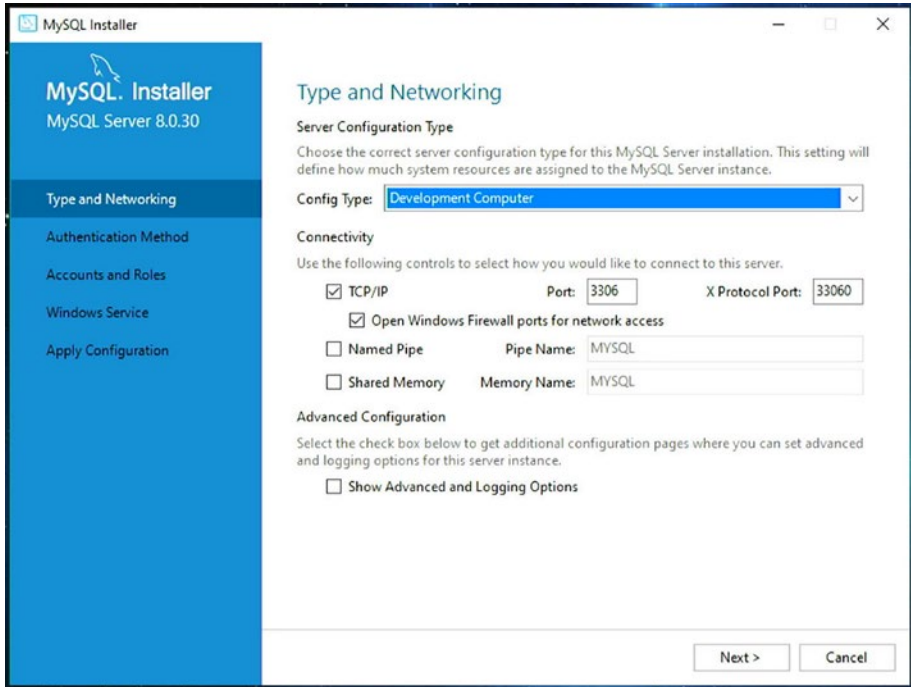 MySQL Installer
MySQL. Installer
MySQL Server 8.0.30
Type and Networking
Authentication Method
Accounts and Roles
Windows Service
Apply Configuration
Type and Networking
Server Configuration Type
Choose the correct server configuration type for this MySQL Server installation. This setting will
define how much system resources are assigned to the MySQL Server instance.
Config Type: Development Computer
Connectivity
Use the following controls to select how you would like to connect to this server.
TCP/IP Port: 3306 X Protocol Port: 33060
Open Windows Firewall ports for network access
Named Pipe Pipe Name: MYSQL
Shared Memory Memory Name: MYSQL
Advanced Configuration
Select the check box below to get additional configuration pages where you can set advanced
and logging options for this server instance.
Show Advanced and Logging Options
Next > Cancel